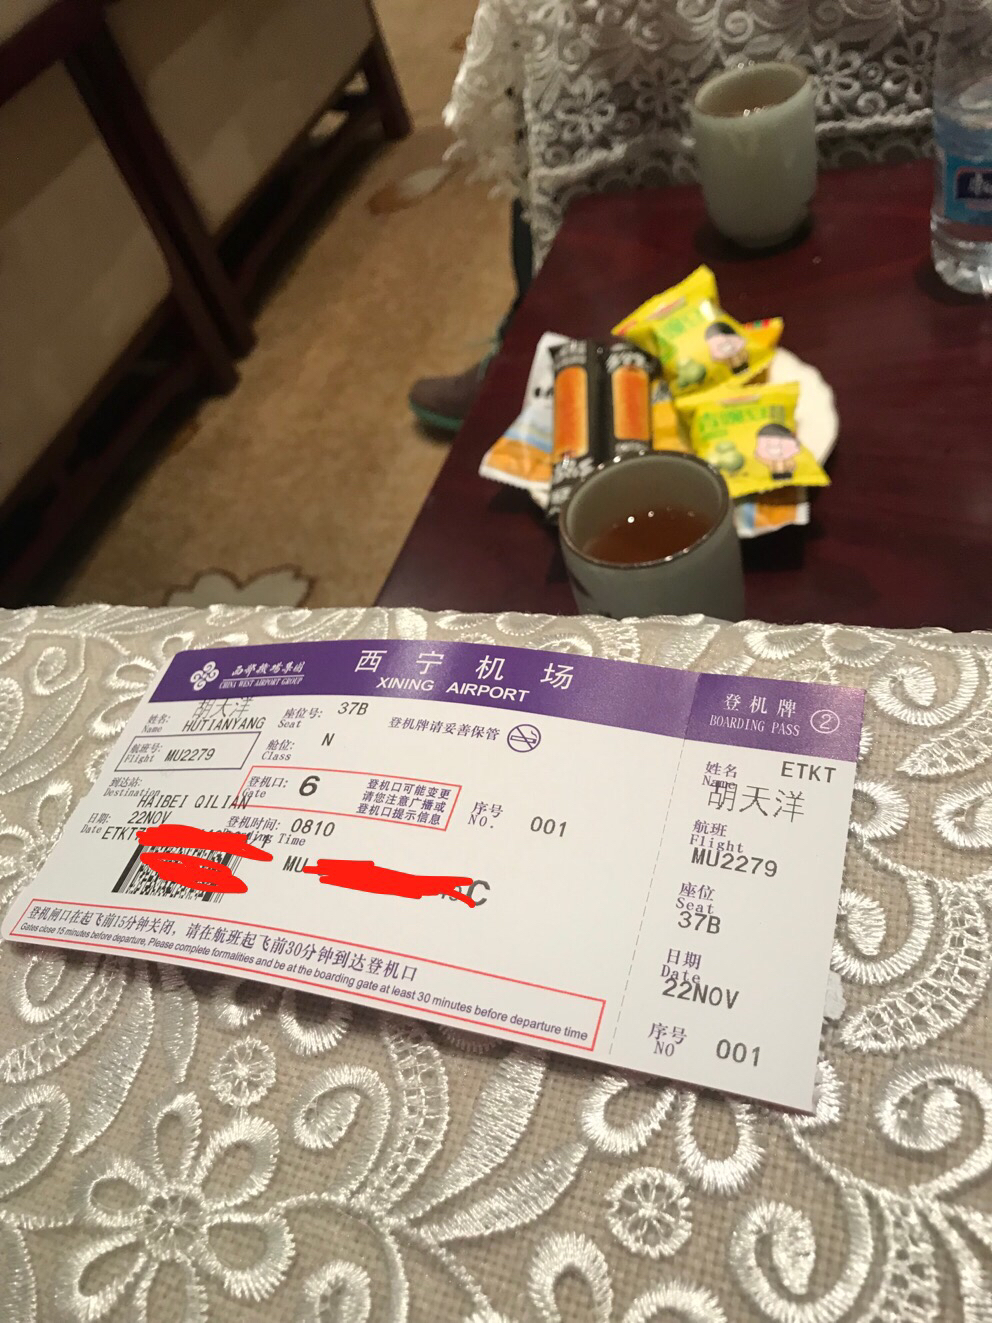 西部机场集团
CHINA WEST AIRPORT GROUP
西宁机场
XINING AIRPORT
姓名:
Name
胡天洋
HUTIANYANG
座位号:
Seat
37B
登机牌请妥善保管
航班号:
Flight
MU2279
舱位:
Class
N
到达站:
Destination
HAIBEI QILIAN
登机口:
Gate
6
登机口可能变更
请您注意广播或
登机口提示信息
序号
NO.
001
日期:
Date
22NOV
登机时间:
Time
0810
ETKT
MU
C
登机闸口在起飞前15分钟关闭，请在航班起飞前30分钟到达登机口
Gates close 15 minutes before departure, Please complete formalities and be at the boarding gate at least 30 minutes before departure time
登机牌
BOARDING PASS
2
姓名
Name
ETKT
胡天洋
航班
Flight
MU2279
座位
Seat
37B
日期
Date
22NOV
序号
NO
001